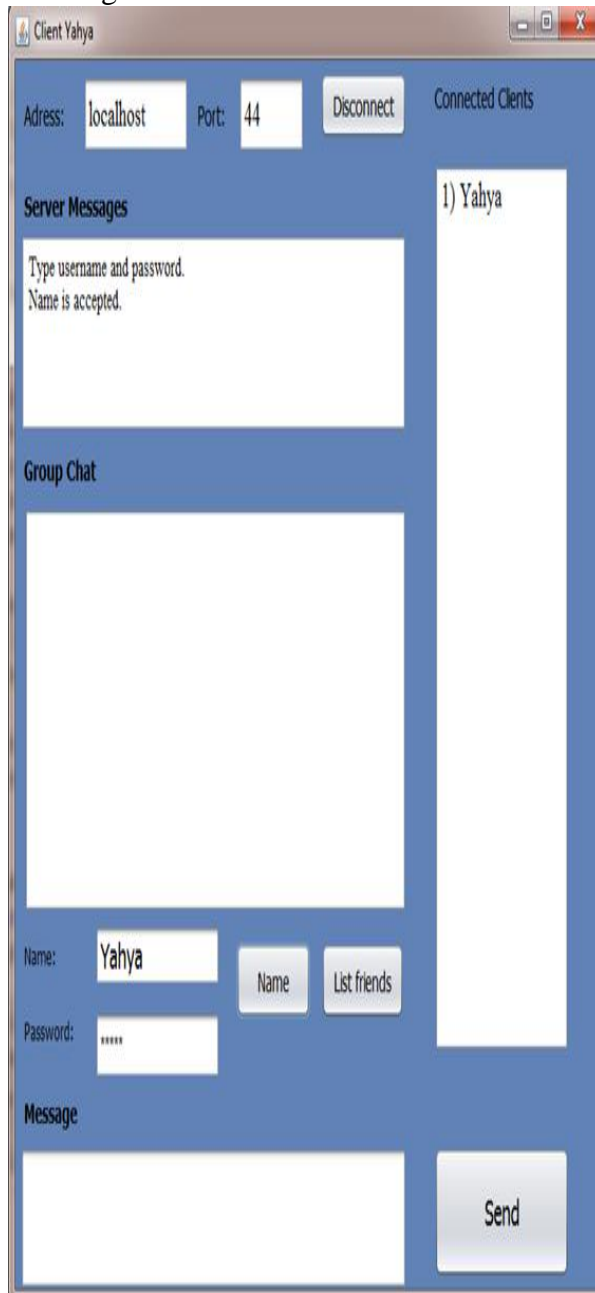 Client Yahya
Adress: localhost Port: 44 Disconnect
Connected Clients
1) Yahya
Server Messages
Type username and password.
Name is accepted.
Group Chat
Name: Yahya
Name List friends
Password: *****
Message
Send